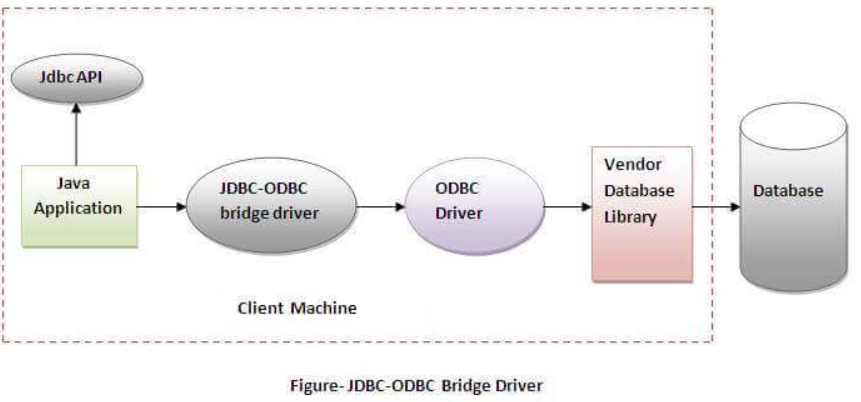 Jdbc API
Java
Application
JDBC-ODBC
bridge driver
ODBC
Driver
Vendor
Database
Library
Database
Client Machine
Figure- JDBC-ODBC Bridge Driver